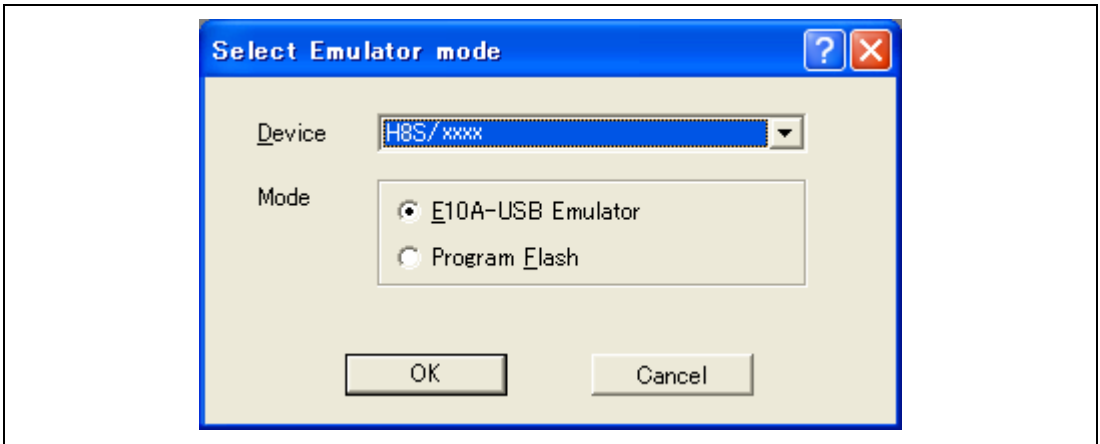 Select Emulator mode
Device H8S/xxxx
Mode
E10A-USB Emulator
Program Flash
OK Cancel